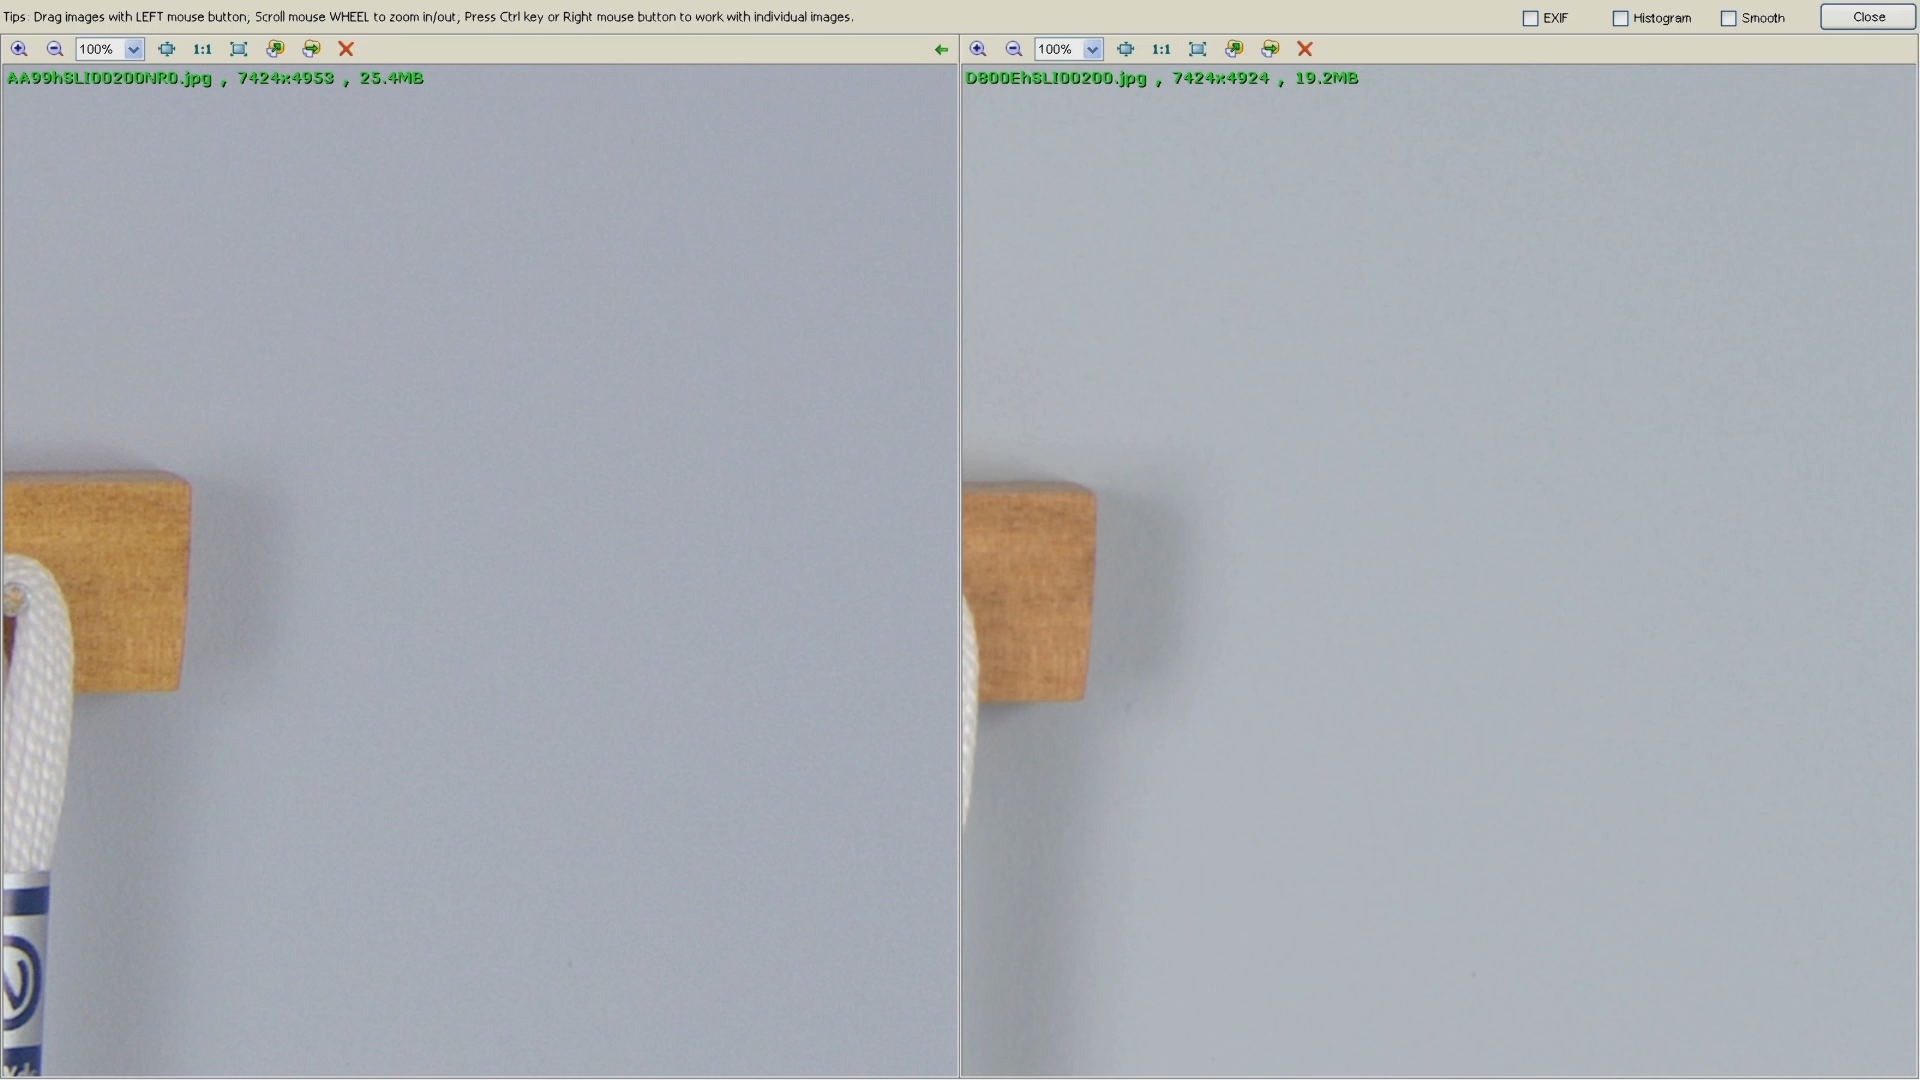 Tips: Drag images with LEFT mouse button, Scroll mouse WHEEL to zoom in/out, Press Ctrl key or Right mouse button to work with individual images.
EXIF
Histogram
Smooth
Close
100%
1:1
100%
1:1
AA99hSLI00200NR0.jpg , 7424x4953 , 25.4MB
D800EhSLI00200.jpg , 7424x4924 , 19.2MB